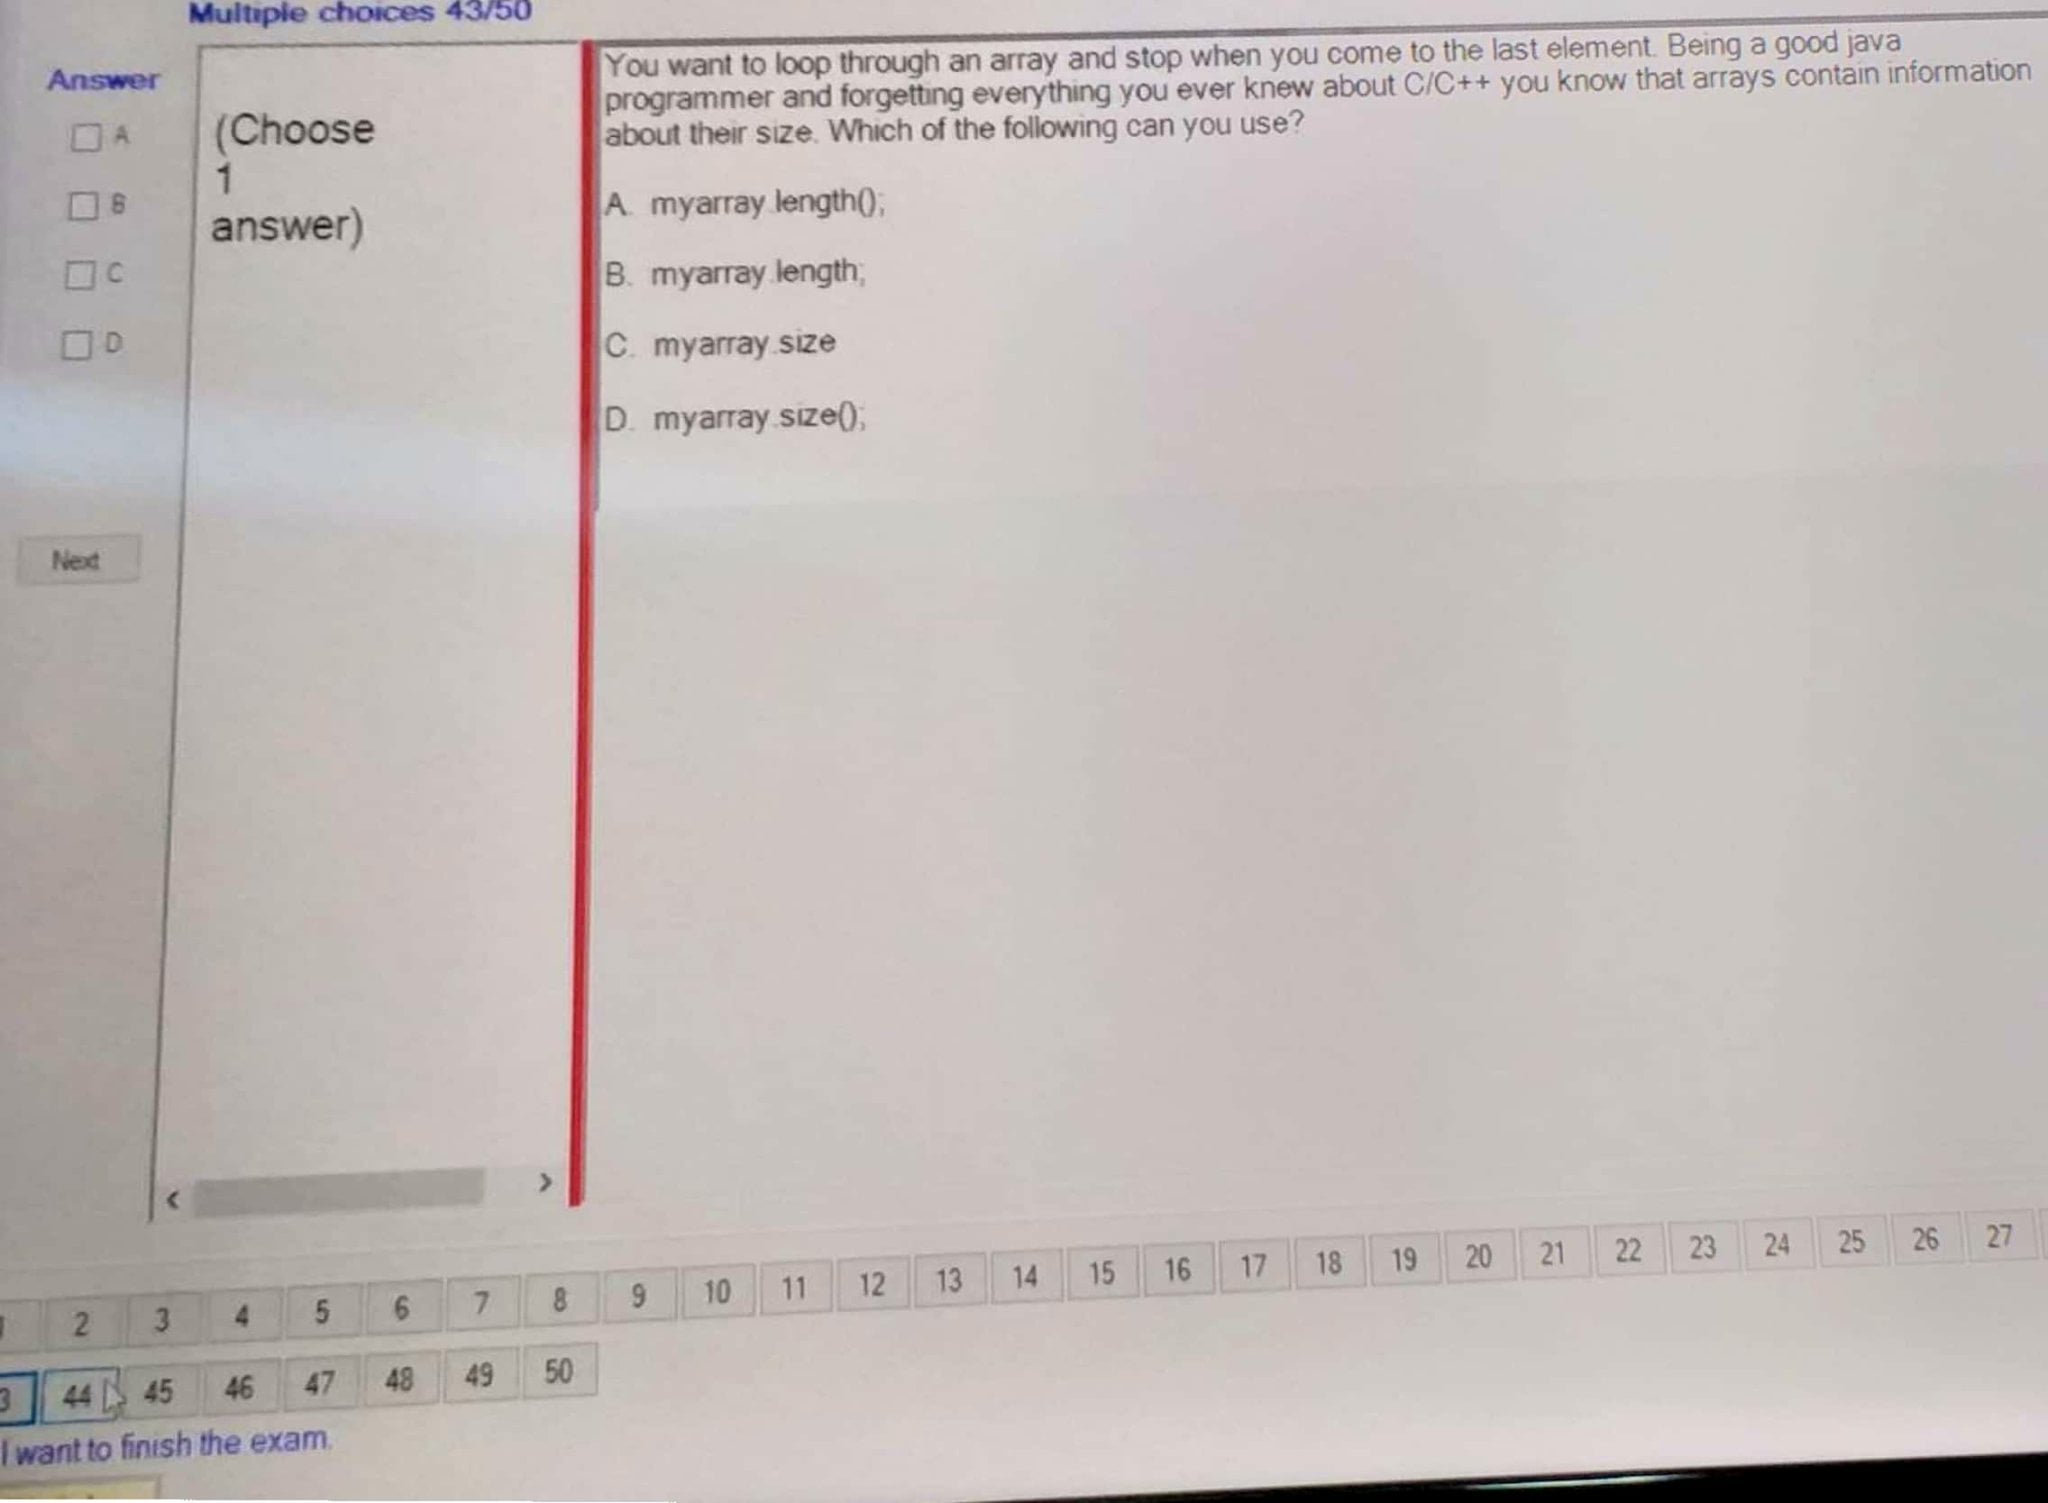 Multiple choices 43/50
Answer
A
B
C
D
Next
(Choose
1
answer)
You want to loop through an array and stop when you come to the last element. Being a good java
programmer and forgetting everything you ever knew about C/C++ you know that arrays contain information
about their size. Which of the following can you use?
A. myarray.length();
B. myarray.length;
C. myarray.size
D. myarray.size();
2 3 4 5 6 7 8 9 10 11 12 13 14 15 16 17 18 19 20 21 22 23 24 25 26 27
3 44 45 46 47 48 49 50
I want to finish the exam.